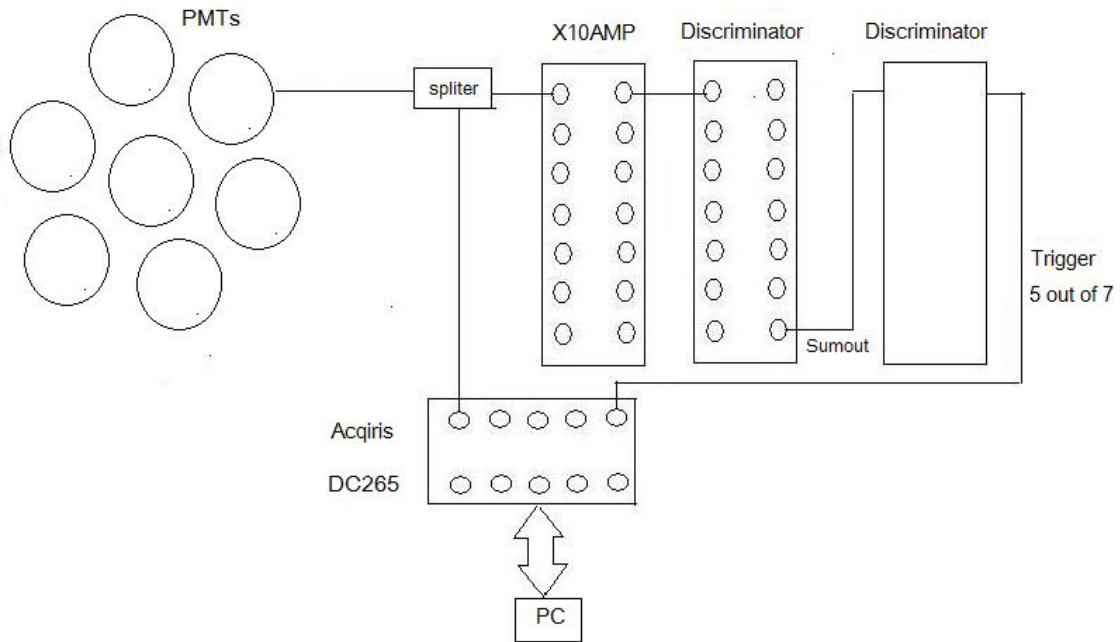 PMTs
X10AMP
Discriminator
Discriminator
spliter
Trigger
5 out of 7
Sumout
Acqiris
DC265
PC